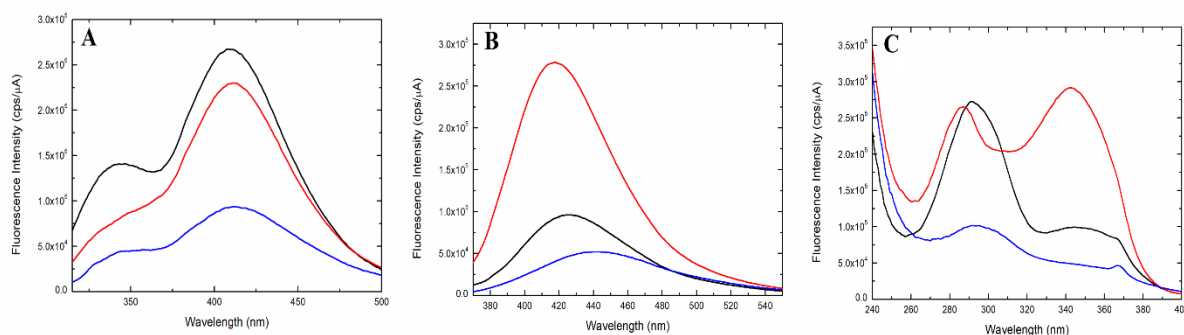 A
Fluorescence Intensity (cps/μA)
3.0x10⁵
2.5x10⁵
2.0x10⁵
1.5x10⁵
1.0x10⁵
5.0x10⁴
0.0
350 400 450 500
Wavelength (nm)
B
Fluorescence Intensity (cps/μA)
3.0x10⁵
2.5x10⁵
2.0x10⁵
1.5x10⁵
1.0x10⁵
5.0x10⁴
0.0
380 400 420 440 460 480 500 520 540
Wavelength (nm)
C
Fluorescence Intensity (cps/μA)
3.5x10⁵
3.0x10⁵
2.5x10⁵
2.0x10⁵
1.5x10⁵
1.0x10⁵
5.0x10⁴
0.0
240 260 280 300 320 340 360 380 40
Wavelength (nm)